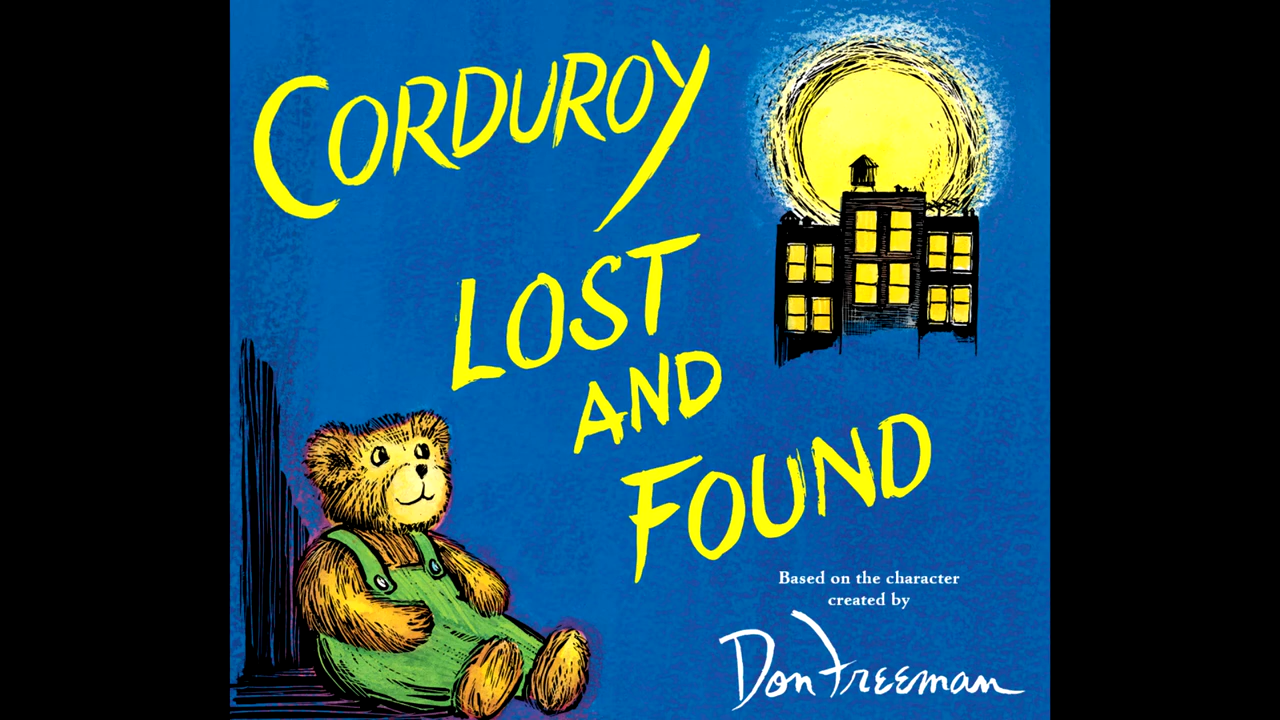 CORDUROY
LOST
AND
FOUND
Based on the character
created by
Don Freeman